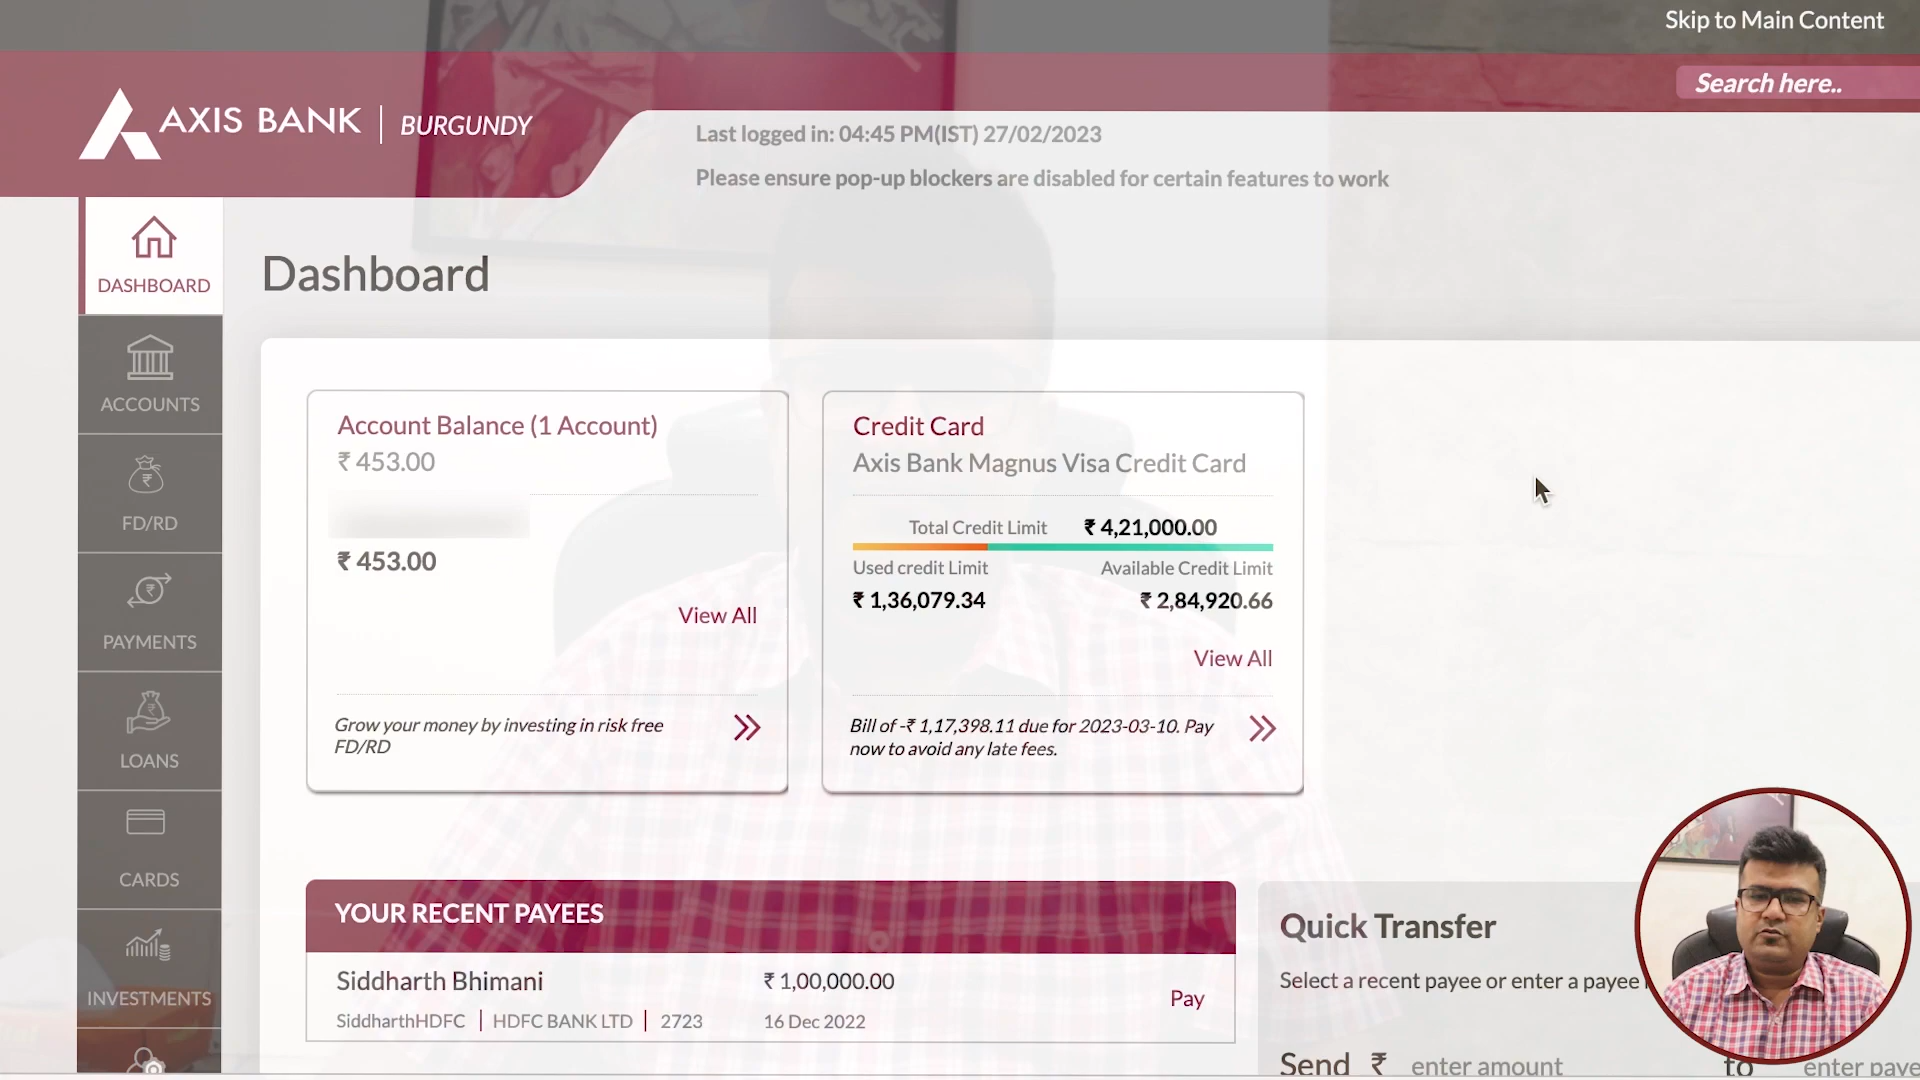 Skip to Main Content
Search here..
AXIS BANK | BURGUNDY
Last logged in: 04:45 PM(IST) 27/02/2023
Please ensure pop-up blockers are disabled for certain features to work
DASHBOARD
ACCOUNTS
FD/RD
PAYMENTS
LOANS
CARDS
INVESTMENTS
Dashboard
Account Balance (1 Account)
₹ 453.00
₹ 453.00
View All
Grow your money by investing in risk free
FD/RD
Credit Card
Axis Bank Magnus Visa Credit Card
Total Credit Limit ₹ 4,21,000.00
Used credit Limit Available Credit Limit
₹ 1,36,079.34 ₹ 2,84,920.66
View All
Bill of -₹ 1,17,398.11 due for 2023-03-10. Pay
now to avoid any late fees.
YOUR RECENT PAYEES
Siddharth Bhimani ₹ 1,00,000.00
Pay
SiddharthHDFC | HDFC BANK LTD | 2723 16 Dec 2022
Quick Transfer
Select a recent payee or enter a payee
Send ₹ enter amount to enter paye